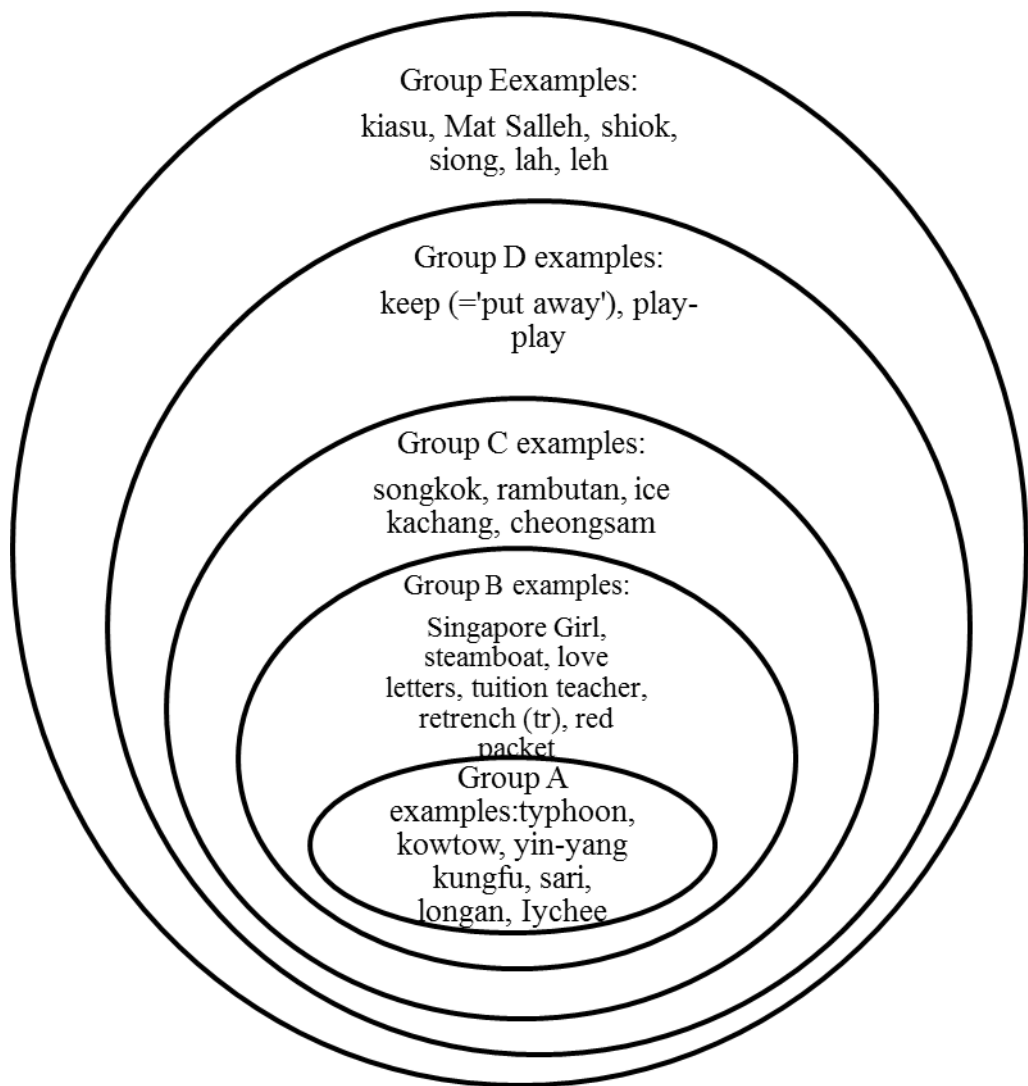 Group Eexamples:
kiasu, Mat Salleh, shiok,
siong, lah, leh
Group D examples:
keep (='put away'), play-
play
Group C examples:
songkok, rambutan, ice
kachang, cheongsam
Group B examples:
Singapore Girl,
steamboat, love
letters, tuition teacher,
retrench (tr), red
packet
Group A
examples:typhoon,
kowtow, yin-yang
kungfu, sari,
longan, Iychee